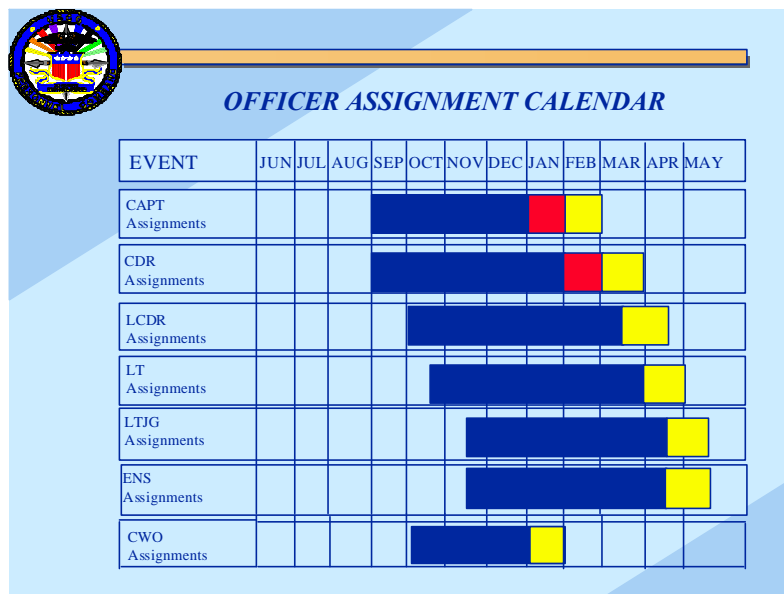 OFFICER ASSIGNMENT CALENDAR
EVENT JUN JUL AUG SEP OCT NOV DEC JAN FEB MAR APR MAY
CAPT
Assignments
CDR
Assignments
LCDR
Assignments
LT
Assignments
LTJG
Assignments
ENS
Assignments
CWO
Assignments